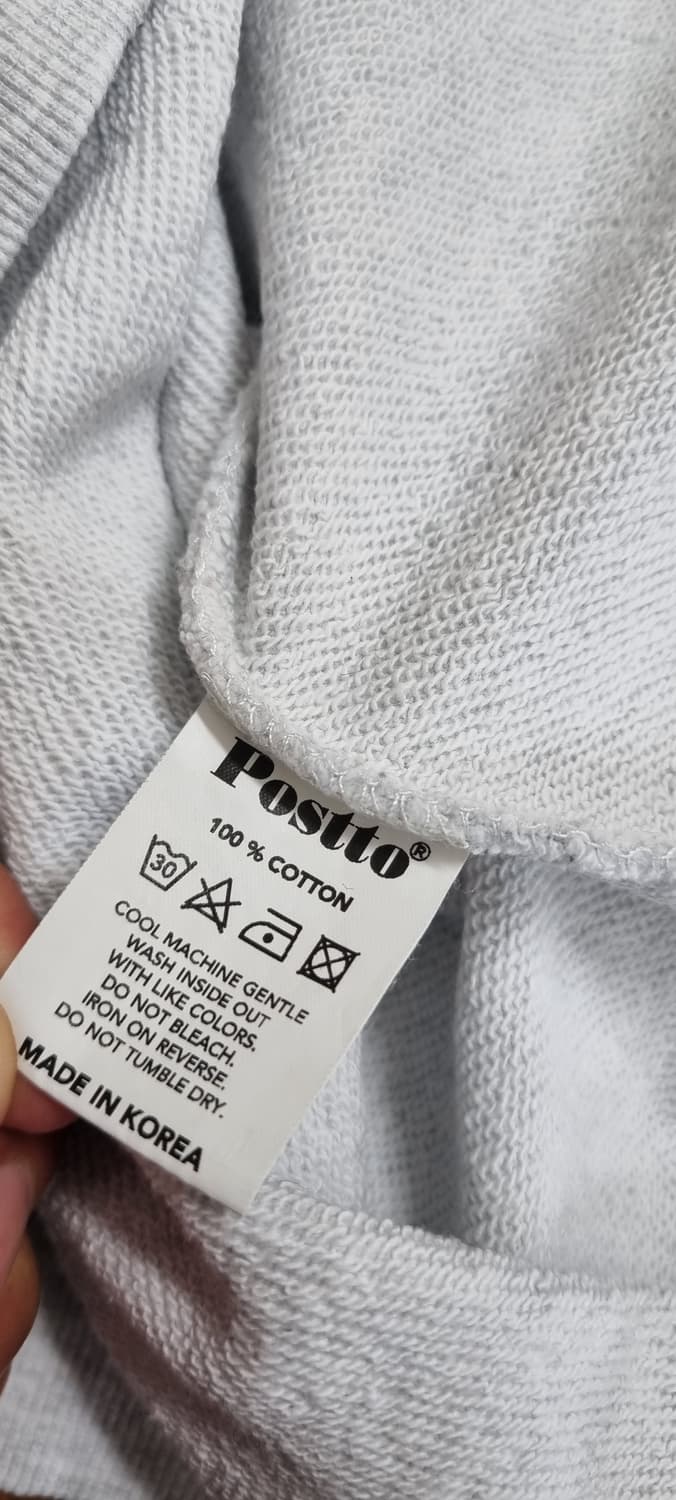 Postto®
100 % COTTON
30
COOL MACHINE GENTLE
WASH INSIDE OUT
WITH LIKE COLORS.
DO NOT BLEACH.
IRON ON REVERSE.
DO NOT TUMBLE DRY.
MADE IN KOREA